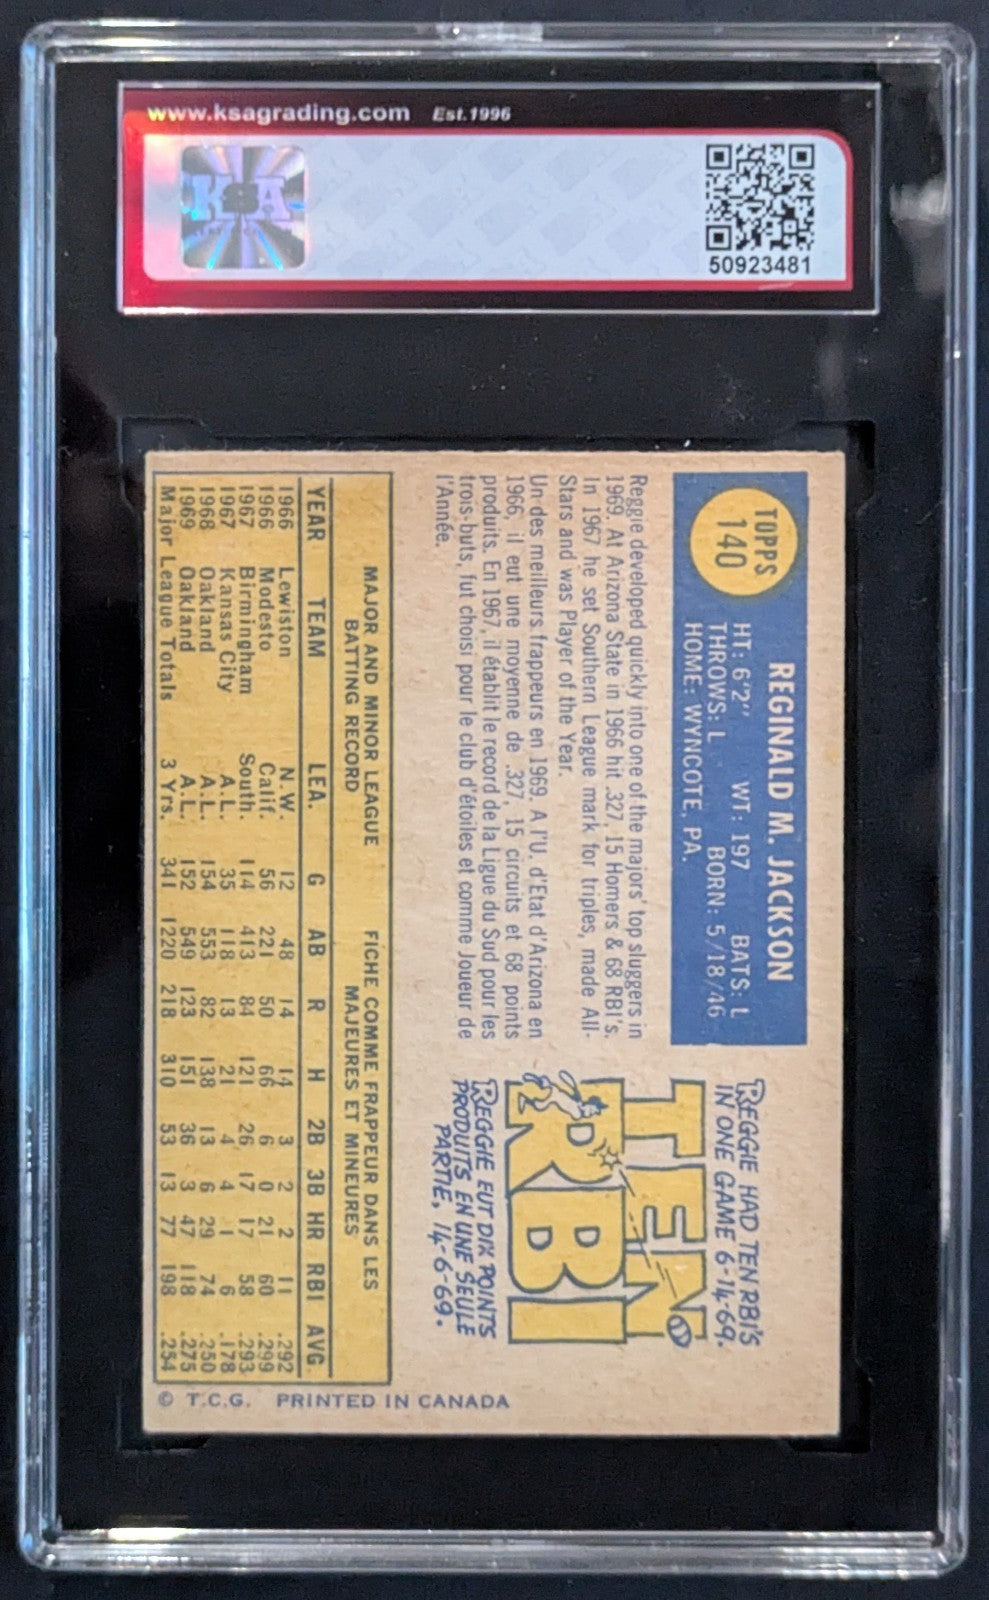 www.ksagrading.com Est.1996
KSA
50923481
TOPPS
140
REGINALD M. JACKSON
HT: 6'2" WT: 197 BATS: L
THROWS: L BORN: 5/18/46
HOME: WYNCOTE, PA.
Reggie developed quickly into one of the majors' top sluggers in
1969. At Arizona State in 1966 hit .327, 15 Homers & 68 RBI's.
In 1967 he set Southern League mark for triples, made All-
Stars and was Player of the Year.
Un des meilleurs frappeurs en 1969. A l'U. d'Etat d'Arizona en
1966, il eut une moyenne de .327, 15 circuits et 68 points
produits. En 1967, il établit le record de la Ligue du Sud pour les
trois-buts, fut choisi pour le club d'étoiles et comme Joueur de
l'Année.
REGGIE HAD TEN RBI'S
IN ONE GAME 6-14-69.
TEN
RBI
REGGIE EUT DIX POINTS
PRODUITS EN UNE SEULE
PARTIE, 14-6-69.
MAJOR AND MINOR LEAGUE
BATTING RECORD
FICHE COMME FRAPPEUR DANS LES
MAJEURES ET MINEURES
YEAR TEAM LEA. G AB R H 2B 3B HR RBI AVG.
1966 Lewiston N.W. 12 48 14 14 3 2 2 11 .292
1966 Modesto Calif. 56 221 50 66 6 0 21 60 .299
1967 Birmingham South. 114 413 84 121 26 17 17 58 .293
1967 Kansas City A.L. 35 118 13 21 4 4 1 6 .178
1968 Oakland A.L. 154 553 82 138 13 6 29 74 .250
1969 Oakland A.L. 152 549 123 151 36 3 47 118 .275
Major League Totals 3 Yrs. 341 1220 218 310 53 13 77 198 .254
© T.C.G. PRINTED IN CANADA